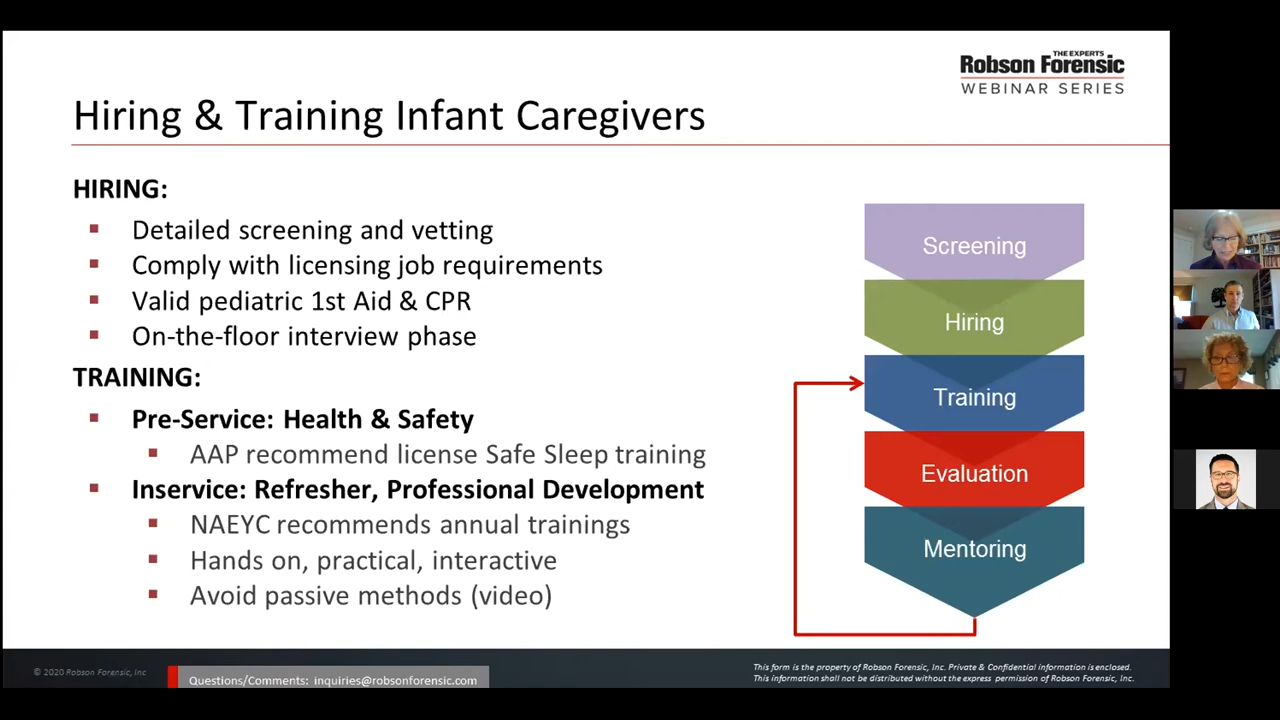 THE EXPERTS
Robson Forensic
WEBINAR SERIES
Hiring & Training Infant Caregivers
HIRING:
Detailed screening and vetting
Comply with licensing job requirements
Valid pediatric 1st Aid & CPR
On-the-floor interview phase
TRAINING:
Pre-Service: Health & Safety
AAP recommend license Safe Sleep training
Inservice: Refresher, Professional Development
NAEYC recommends annual trainings
Hands on, practical, interactive
Avoid passive methods (video)
Screening
Hiring
Training
Evaluation
Mentoring
© 2020 Robson Forensic, Inc
Questions/Comments: inquiries@robsonforensic.com
This form is the property of Robson Forensic, Inc. Private & Confidential information is enclosed.
This information shall not be distributed without the express permission of Robson Forensic, Inc.